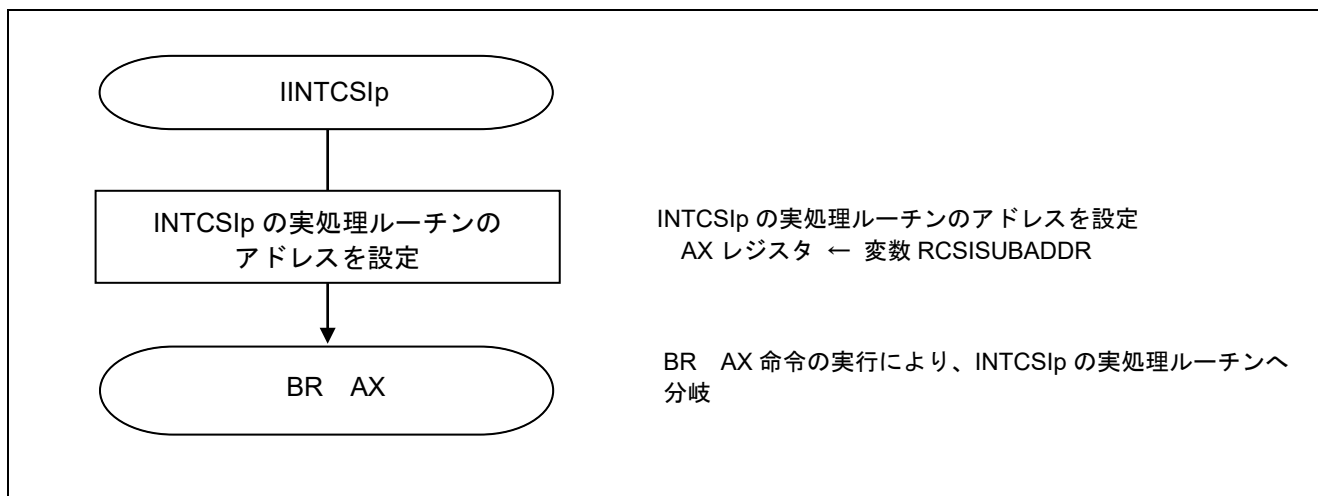 IINTCSIp
INTCSIp の実処理ルーチンの
アドレスを設定
INTCSIp の実処理ルーチンのアドレスを設定
AX レジスタ ← 変数 RCSISUBADDR
BR AX
BR AX 命令の実行により、INTCSIp の実処理ルーチンへ
分岐